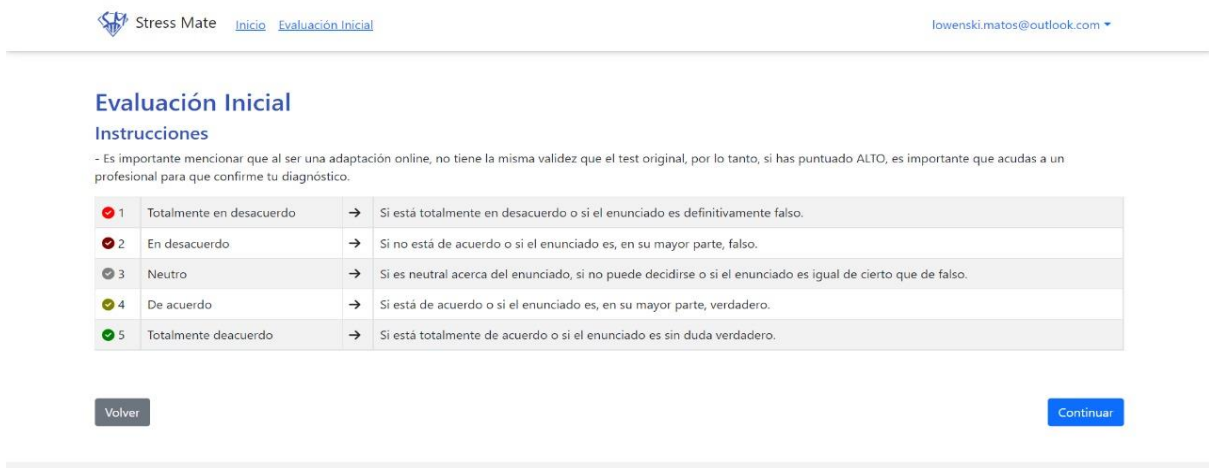 SM Stress Mate Inicio Evaluación Inicial lowenski.matos@outlook.com
Evaluación Inicial
Instrucciones
- Es importante mencionar que al ser una adaptación online, no tiene la misma validez que el test original, por lo tanto, si has puntuado ALTO, es importante que acudas a un
profesional para que confirme tu diagnóstico.
1 Totalmente en desacuerdo → Si está totalmente en desacuerdo o si el enunciado es definitivamente falso.
2 En desacuerdo → Si no está de acuerdo o si el enunciado es, en su mayor parte, falso.
3 Neutro → Si es neutral acerca del enunciado, si no puede decidirse o si el enunciado es igual de cierto que de falso.
4 De acuerdo → Si está de acuerdo o si el enunciado es, en su mayor parte, verdadero.
5 Totalmente deacuerdo → Si está totalmente de acuerdo o si el enunciado es sin duda verdadero.
Volver Continuar